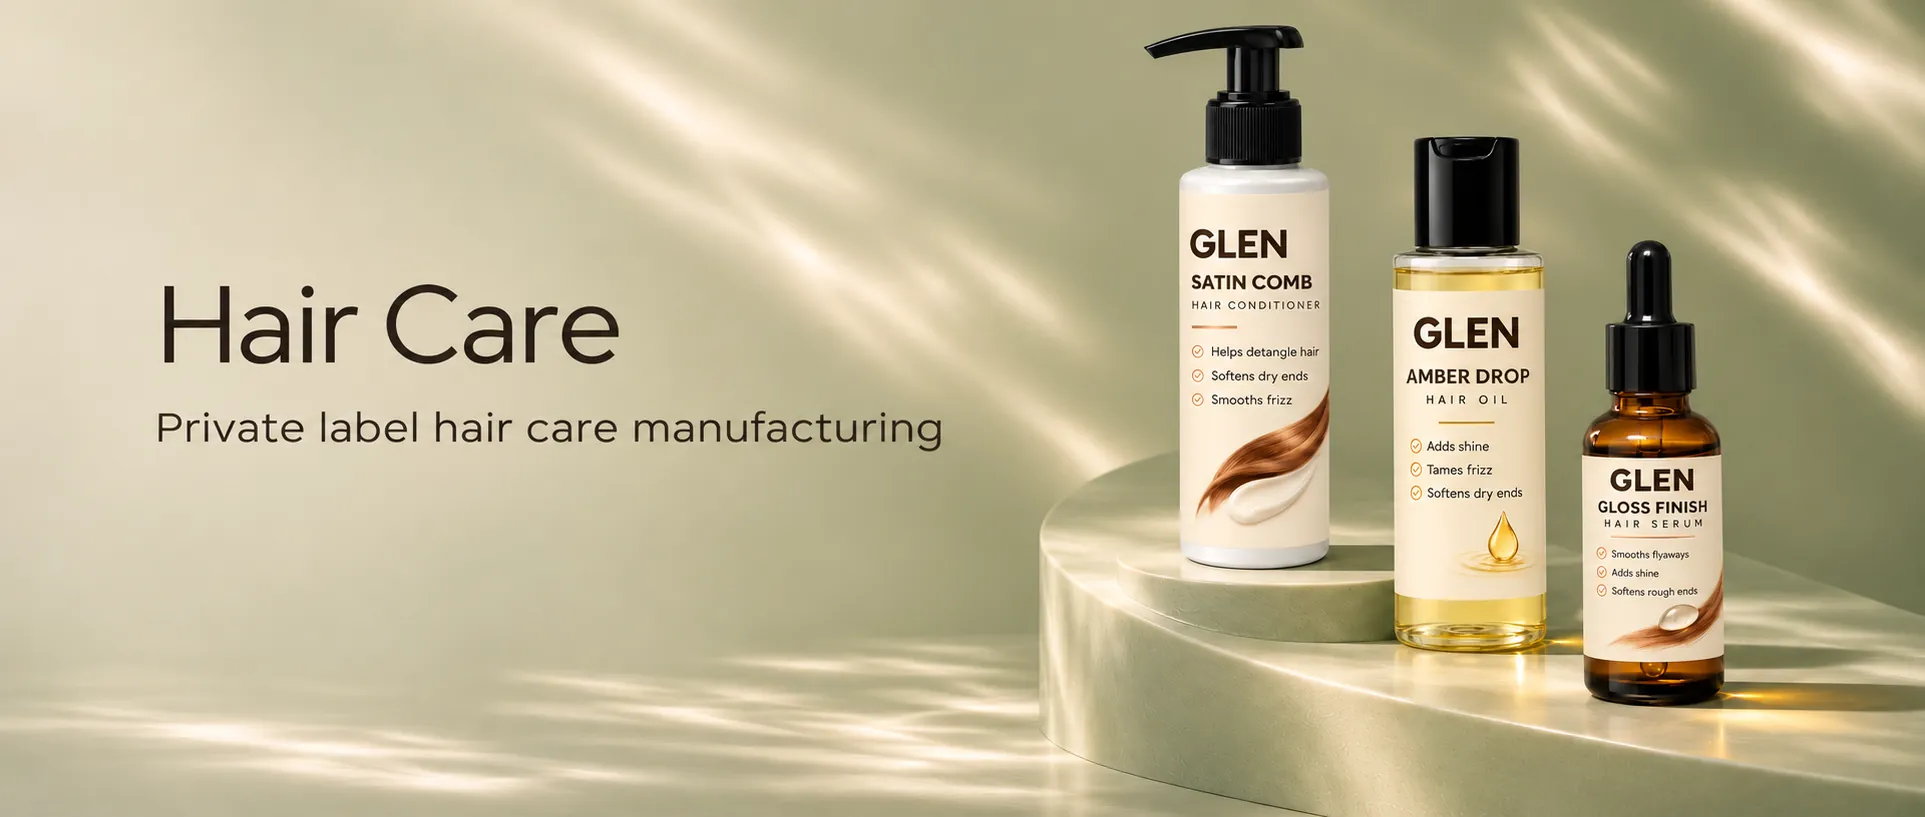 Hair Care
Private label hair care manufacturing
GLEN
SATIN COMB
HAIR CONDITIONER
Helps detangle hair
Softens dry ends
Smooths frizz
GLEN
AMBER DROP
HAIR OIL
Adds shine
Tames frizz
Softens dry ends
GLEN
GLOSS FINISH
HAIR SERUM
Smooths flyaways
Adds shine
Softens rough ends